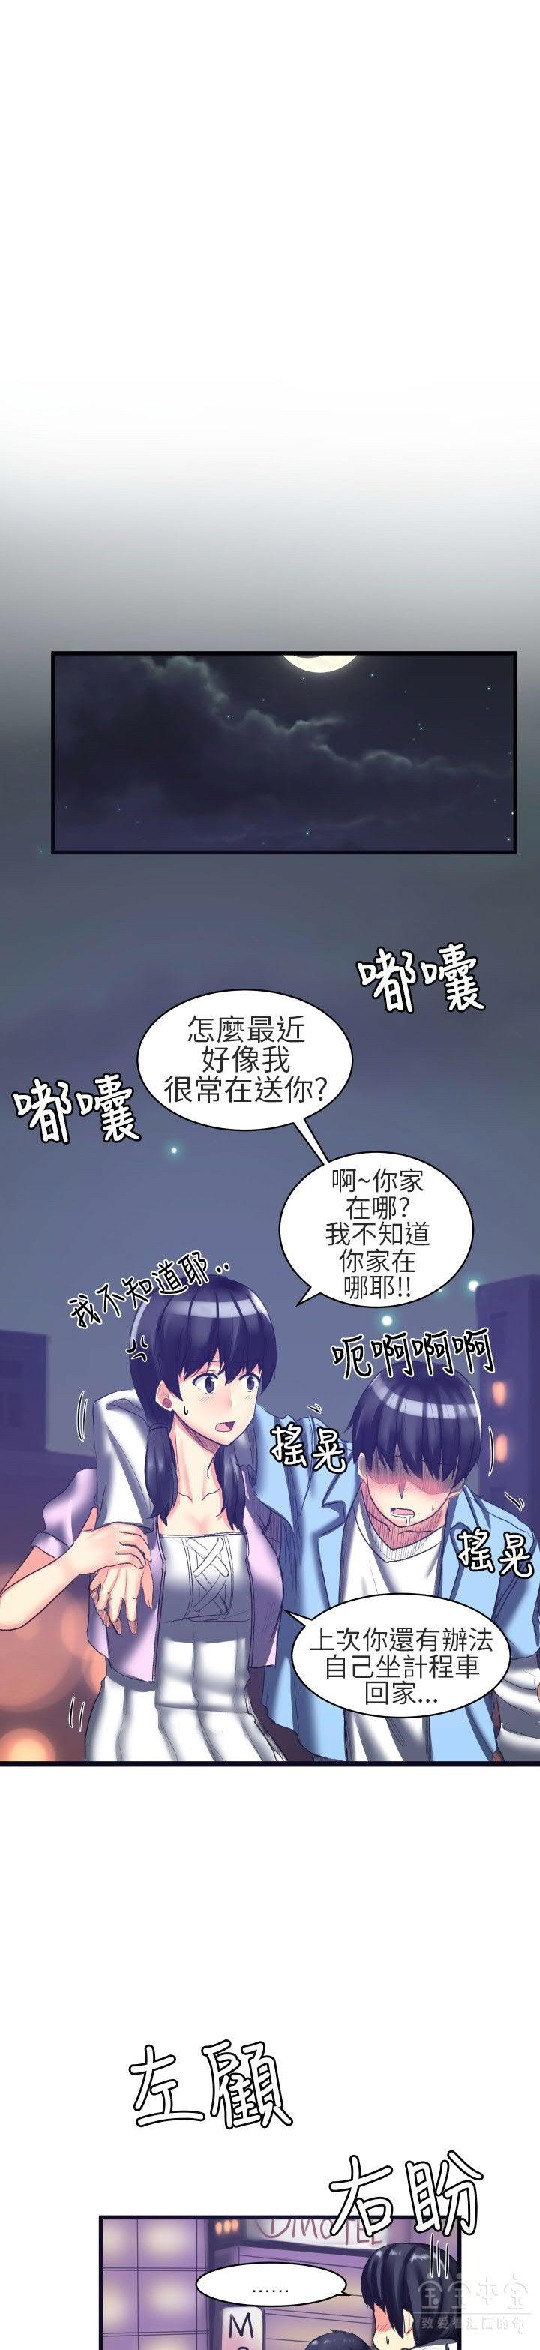 嘟囔
怎麼最近
好像我
很常在送你?
嘟囔
啊~你家
在哪?
我不知道
你家在
哪耶!!
我不知道耶..
呃啊啊啊
搖晃
搖晃
上次你還有辦法
自己坐計程車
回家...
左顧
右盼
DMOTEL
......
M